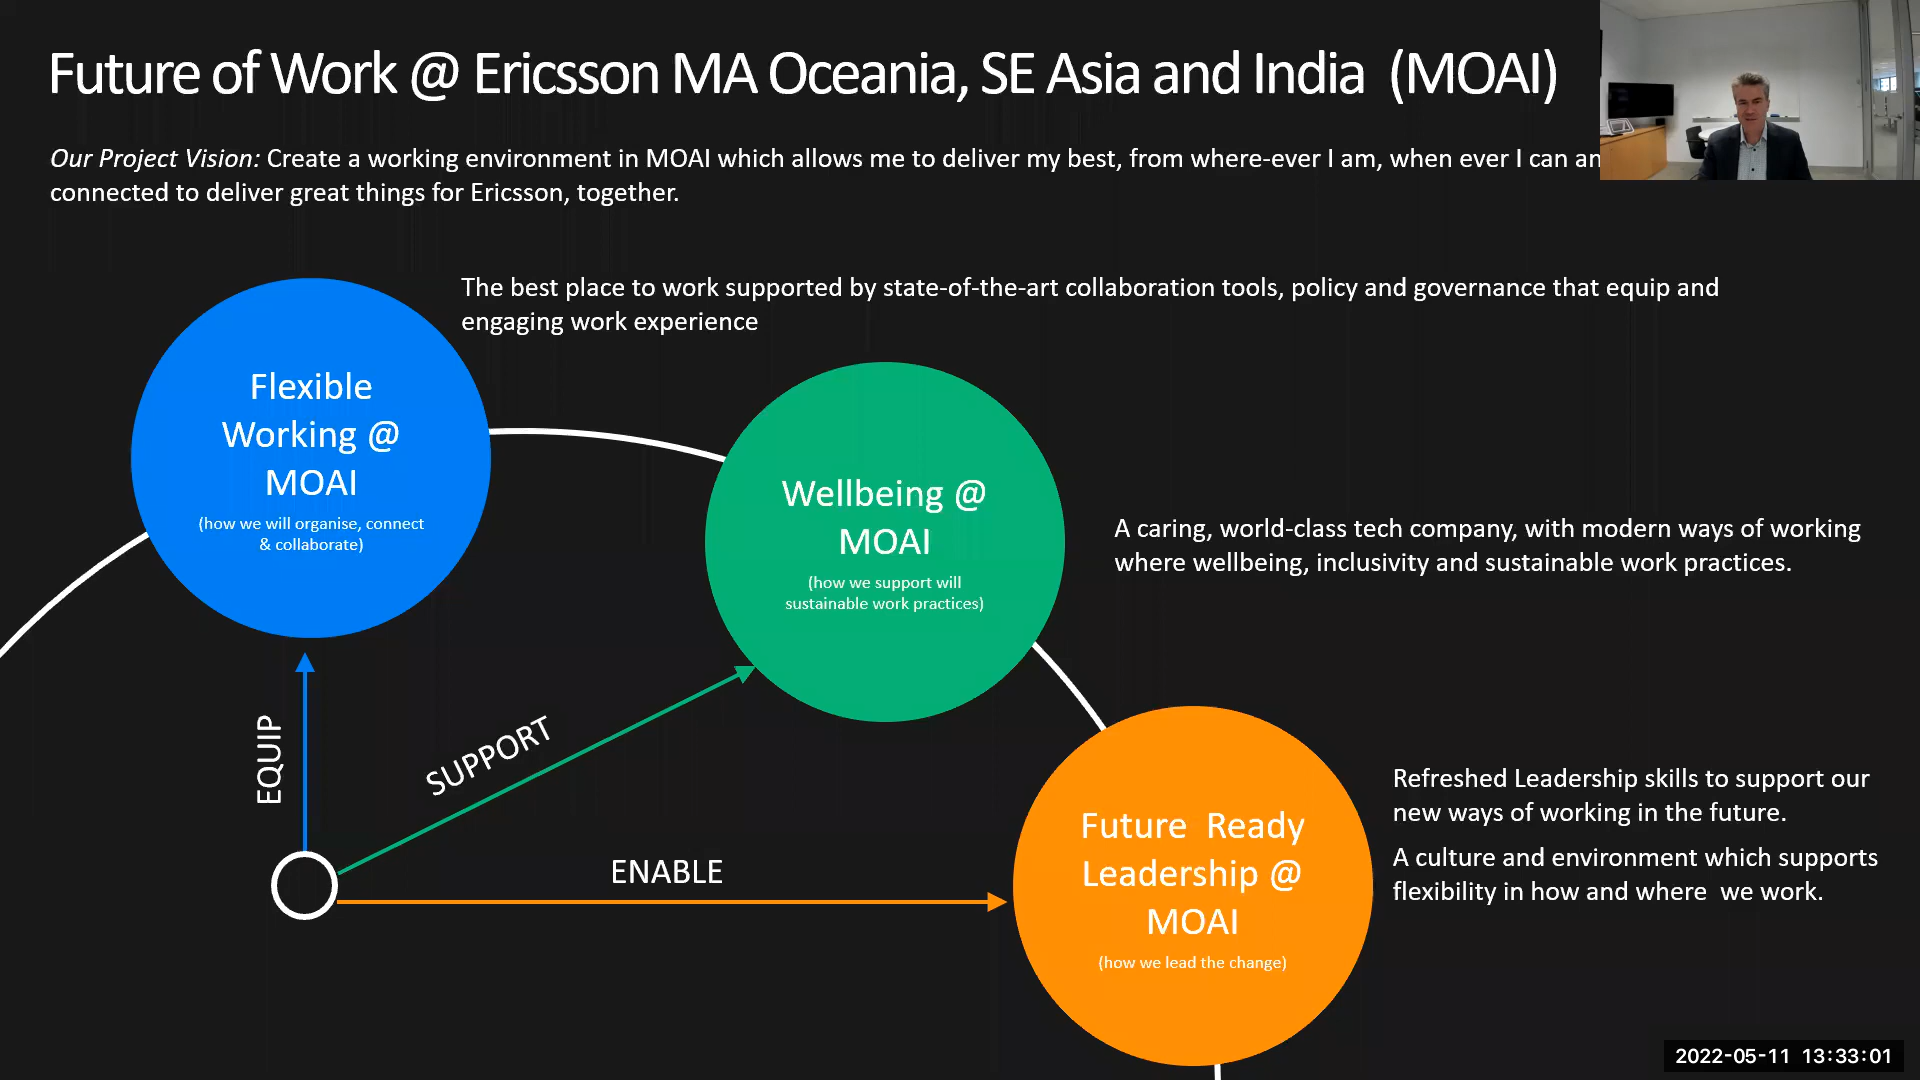 Future of Work @ Ericsson MA Oceania, SE Asia and India (MOAI)
Our Project Vision: Create a working environment in MOAI which allows me to deliver my best, from where-ever I am, when ever I can
connected to deliver great things for Ericsson, together.
The best place to work supported by state-of-the-art collaboration tools, policy and governance that equip and
engaging work experience
Flexible
Working @
MOAI
(how we will organise, connect
& collaborate)
Wellbeing @
MOAI
(how we support will
sustainable work practices)
A caring, world-class tech company, with modern ways of working
where wellbeing, inclusivity and sustainable work practices.
EQUIP
SUPPORT
ENABLE
Future  Ready
Leadership @
MOAI
(how we lead the change)
Refreshed Leadership skills to support our
new ways of working in the future.
A culture and environment which supports
flexibility in how and where  we work.
2022-05-11 13:33:01